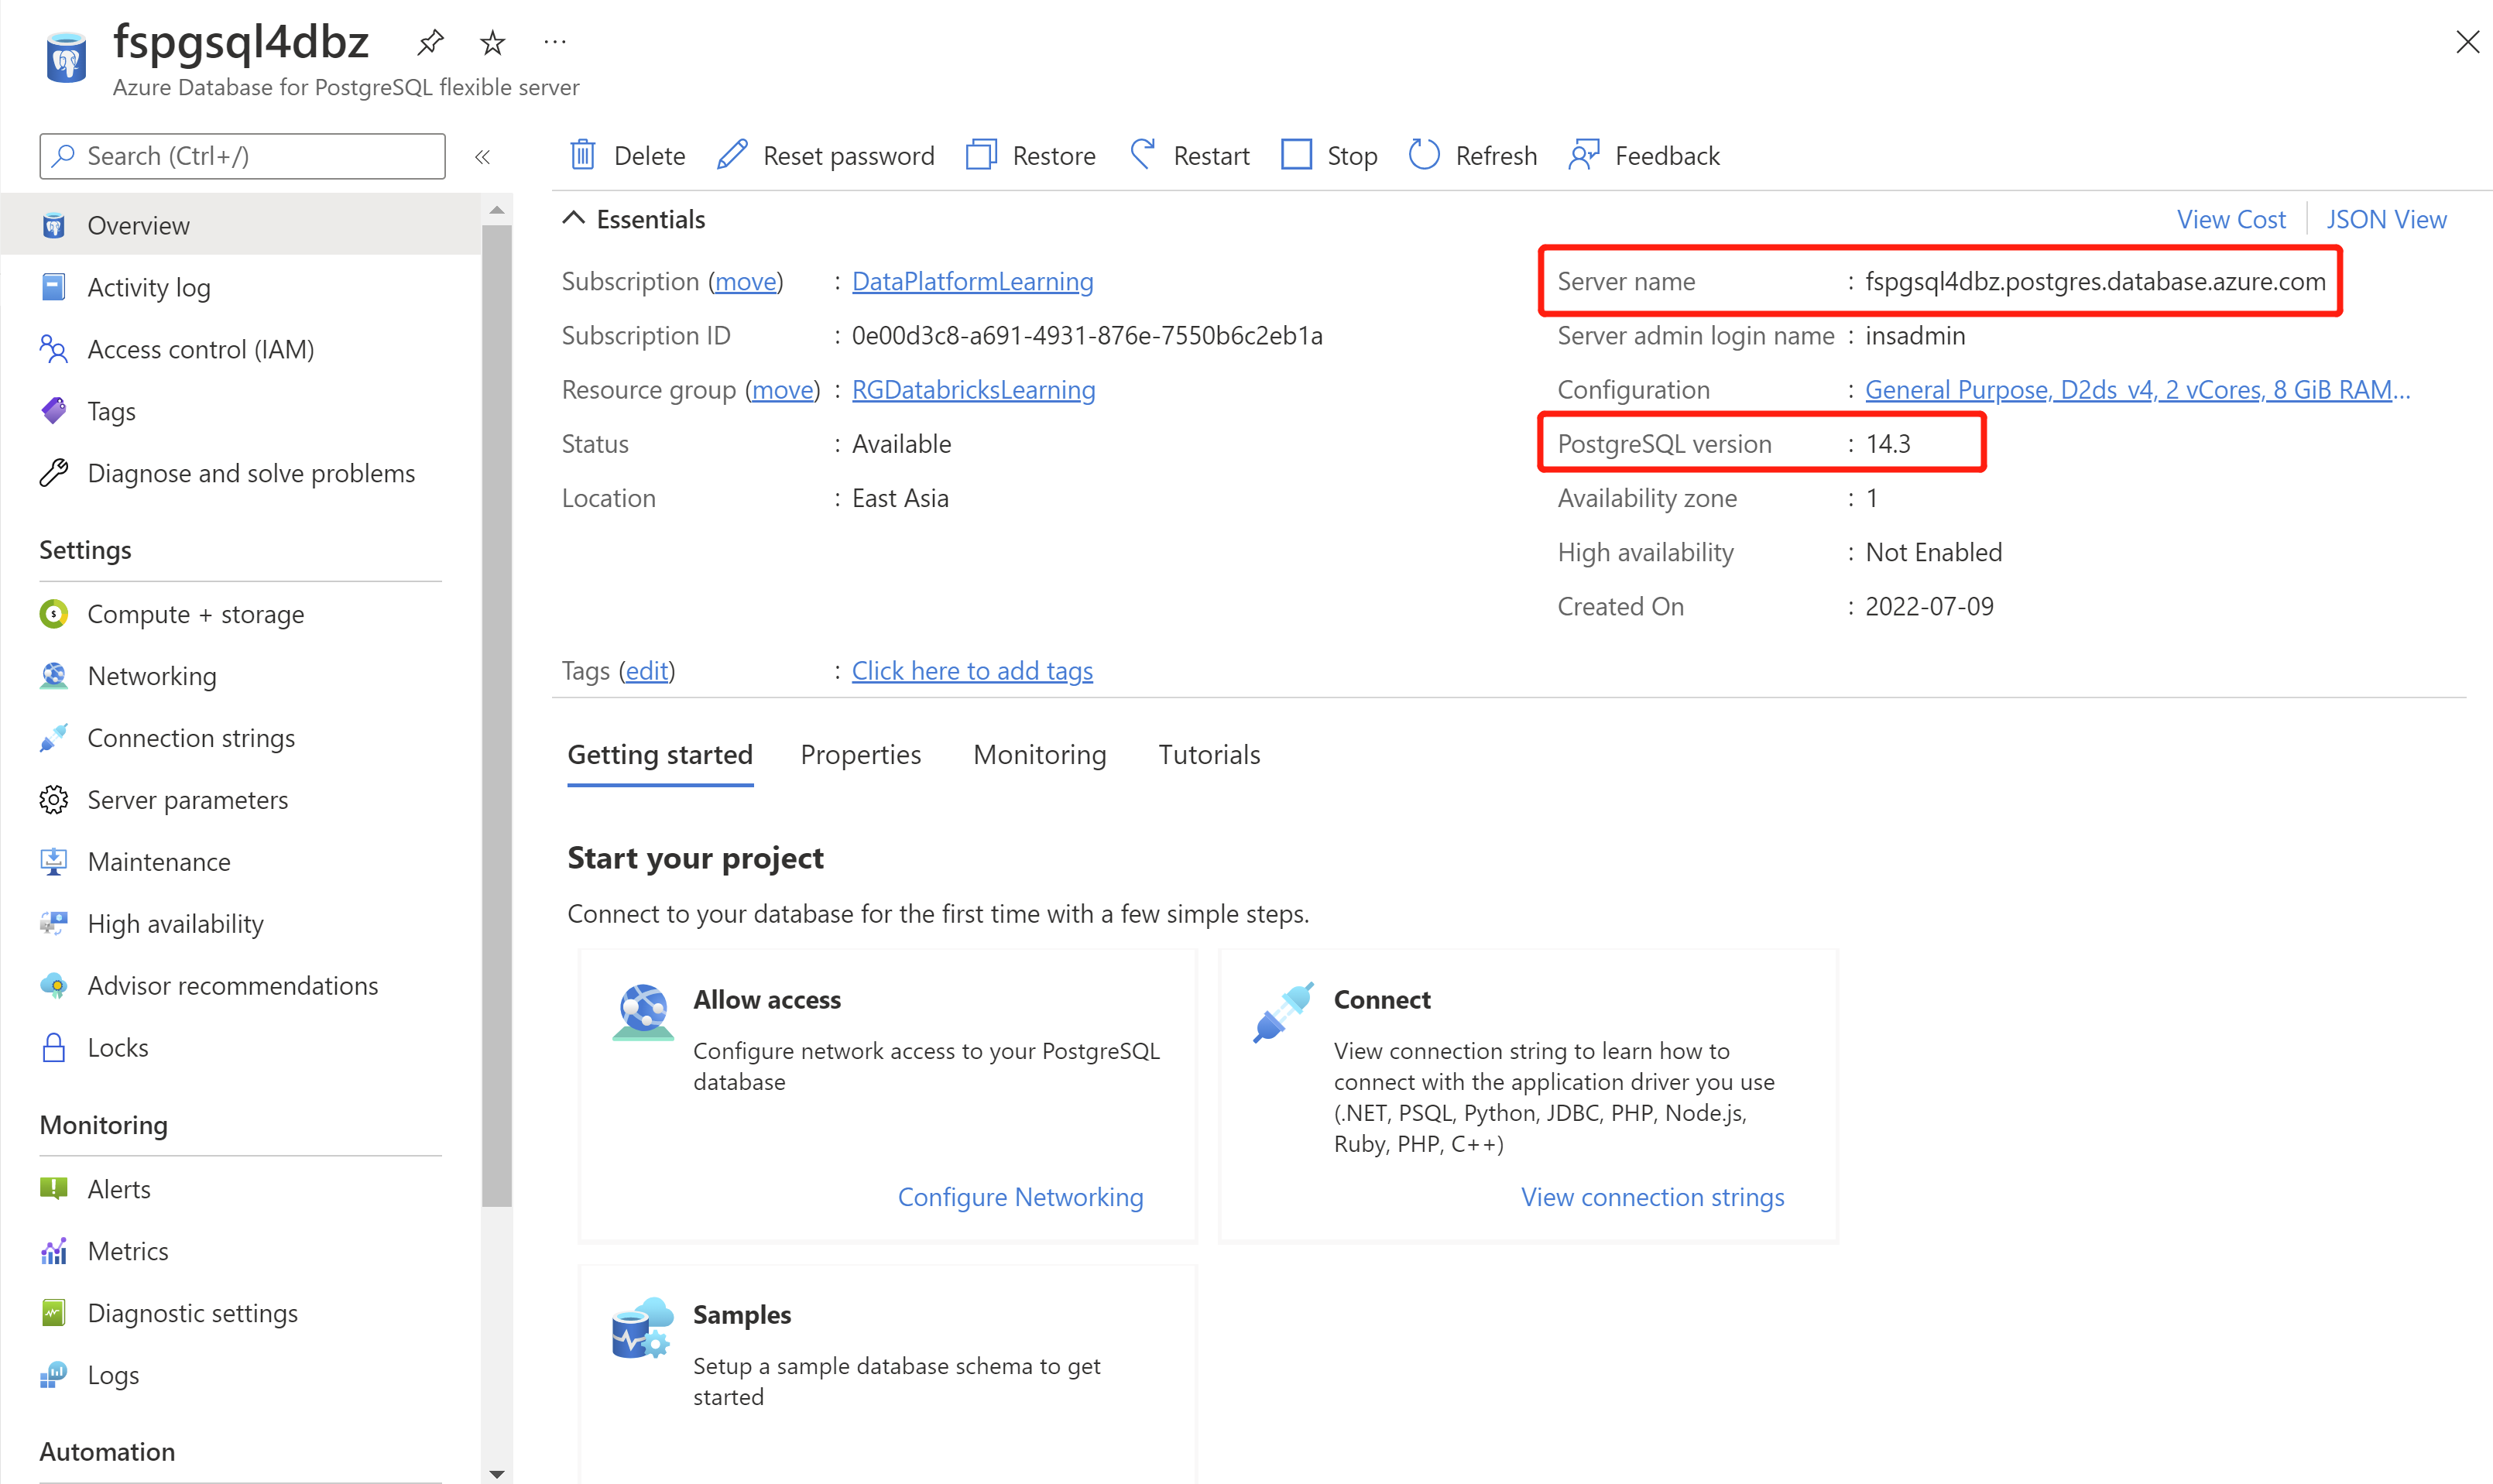 fspgsql4dbz
Azure Database for PostgreSQL flexible server
Search (Ctrl+/)
«
Overview
Activity log
Access control (IAM)
Tags
Diagnose and solve problems
Settings
Compute + storage
Networking
Connection strings
Server parameters
Maintenance
High availability
Advisor recommendations
Locks
Monitoring
Alerts
Metrics
Diagnostic settings
Logs
Automation
Delete Reset password Restore Restart Stop Refresh Feedback
Essentials
View Cost JSON View
Subscription (move) : DataPlatformLearning
Subscription ID : 0e00d3c8-a691-4931-876e-7550b6c2eb1a
Resource group (move) : RGDatabricksLearning
Status : Available
Location : East Asia
Server name : fspgsql4dbz.postgres.database.azure.com
Server admin login name : insadmin
Configuration : General Purpose, D2ds_v4, 2 vCores, 8 GiB RAM...
PostgreSQL version : 14.3
Availability zone : 1
High availability : Not Enabled
Created On : 2022-07-09
Tags (edit) : Click here to add tags
Getting started Properties Monitoring Tutorials
Start your project
Connect to your database for the first time with a few simple steps.
Allow access
Configure network access to your PostgreSQL
database
Configure Networking
Connect
View connection string to learn how to
connect with the application driver you use
(.NET, PSQL, Python, JDBC, PHP, Node.js,
Ruby, PHP, C++)
View connection strings
Samples
Setup a sample database schema to get
started